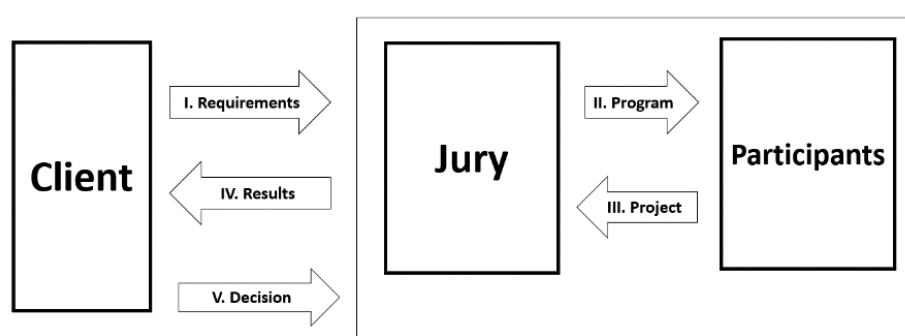 Client
I. Requirements
IV. Results
V. Decision
Jury
II. Program
III. Project
Participants